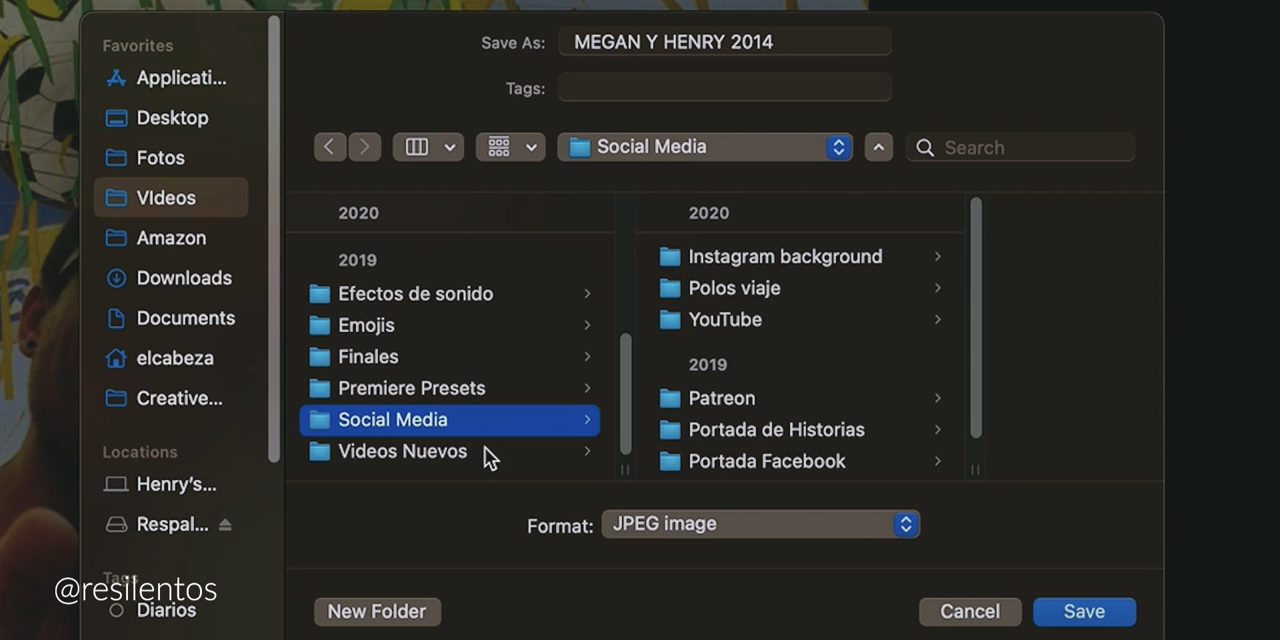 Favorites
Applicati...
Desktop
Fotos
VIdeos
Amazon
Downloads
Documents
elcabeza
Creative...
Locations
Henry's...
Respal...
Tags
Diarios
@resilentos
Save As: MEGAN Y HENRY 2014
Tags:
Social Media
Search
2020
2019
Efectos de sonido
Emojis
Finales
Premiere Presets
Social Media
Videos Nuevos
2020
Instagram background
Polos viaje
YouTube
2019
Patreon
Portada de Historias
Portada Facebook
Format: JPEG image
New Folder
Cancel
Save